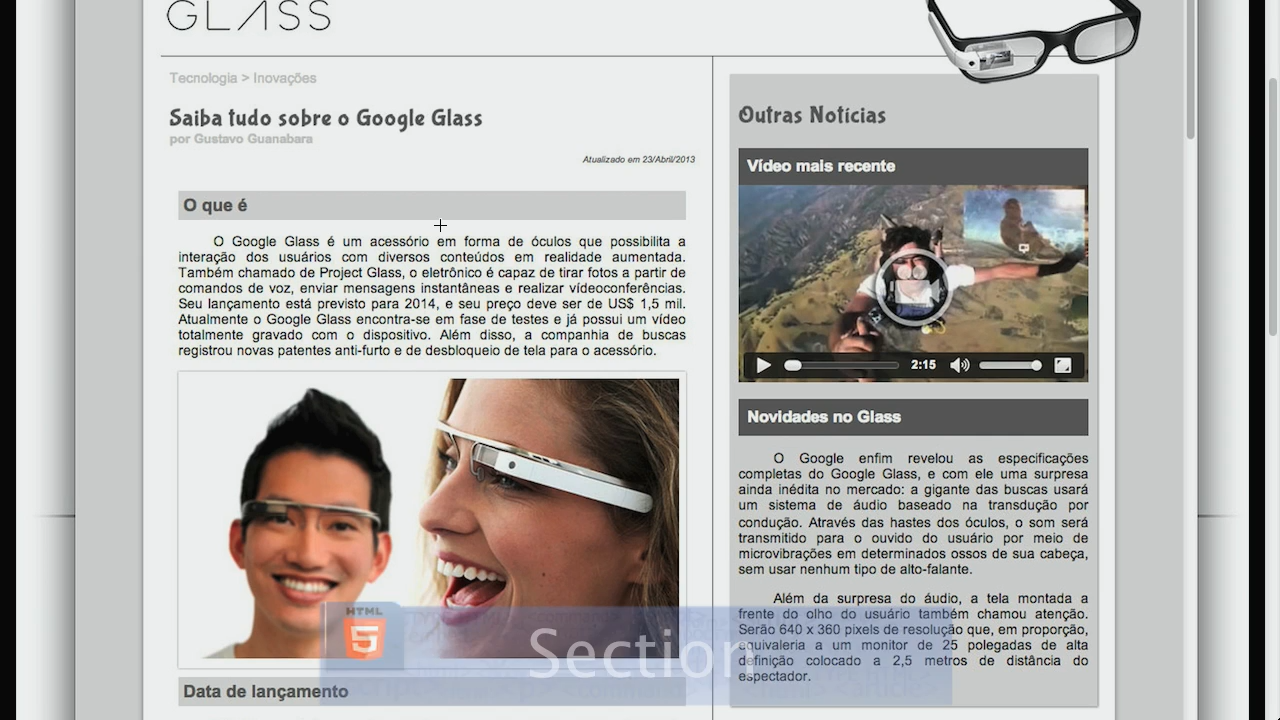 GLASS
Tecnologia > Inovações
Saiba tudo sobre o Google Glass
por Gustavo Guanabara
Atualizado em 23/Abril/2013
O que é
O Google Glass é um acessório em forma de óculos que possibilita a
interação dos usuários com diversos conteúdos em realidade aumentada.
Também chamado de Project Glass, o eletrônico é capaz de tirar fotos a partir de
comandos de voz, enviar mensagens instantâneas e realizar vídeoconferências.
Seu lançamento está previsto para 2014, e seu preço deve ser de US$ 1,5 mil.
Atualmente o Google Glass encontra-se em fase de testes e já possui um vídeo
totalmente gravado com o dispositivo. Além disso, a companhia de buscas
registrou novas patentes anti-furto e de desbloqueio de tela para o acessório.
Data de lançamento
Outras Notícias
Vídeo mais recente
2:15
Novidades no Glass
O Google enfim revelou as especificações
completas do Google Glass, e com ele uma surpresa
ainda inédita no mercado: a gigante das buscas usará
um sistema de áudio baseado na transdução por
condução. Através das hastes dos óculos, o som será
transmitido para o ouvido do usuário por meio de
microvibrações em determinados ossos de sua cabeça,
sem usar nenhum tipo de alto-falante.
Além da surpresa do áudio, a tela montada a
frente do olho do usuário também chamou atenção.
Serão 640 x 360 pixels de resolução que, em proporção,
equivaleria a um monitor de 25 polegadas de alta
definição colocado a 2,5 metros de distância do
espectador.
HTML
5
Section